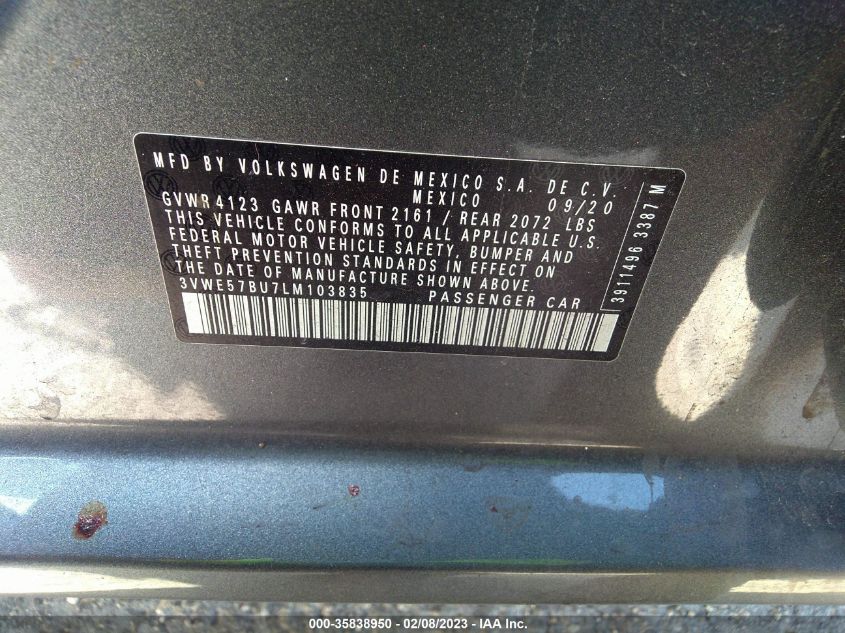 MFD BY VOLKSWAGEN DE MEXICO S.A. DE C.V.
MEXICO 09/20
GVWR 4123 GAWR FRONT 2161 / REAR 2072 LBS
THIS VEHICLE CONFORMS TO ALL APPLICABLE U.S.
FEDERAL MOTOR VEHICLE SAFETY, BUMPER AND
THEFT PREVENTION STANDARDS IN EFFECT ON
THE DATE OF MANUFACTURE SHOWN ABOVE.
3VWE57BU7LM103835 PASSENGER CAR
3911496 3387 M
000-35838950 - 02/08/2023 - IAA Inc.